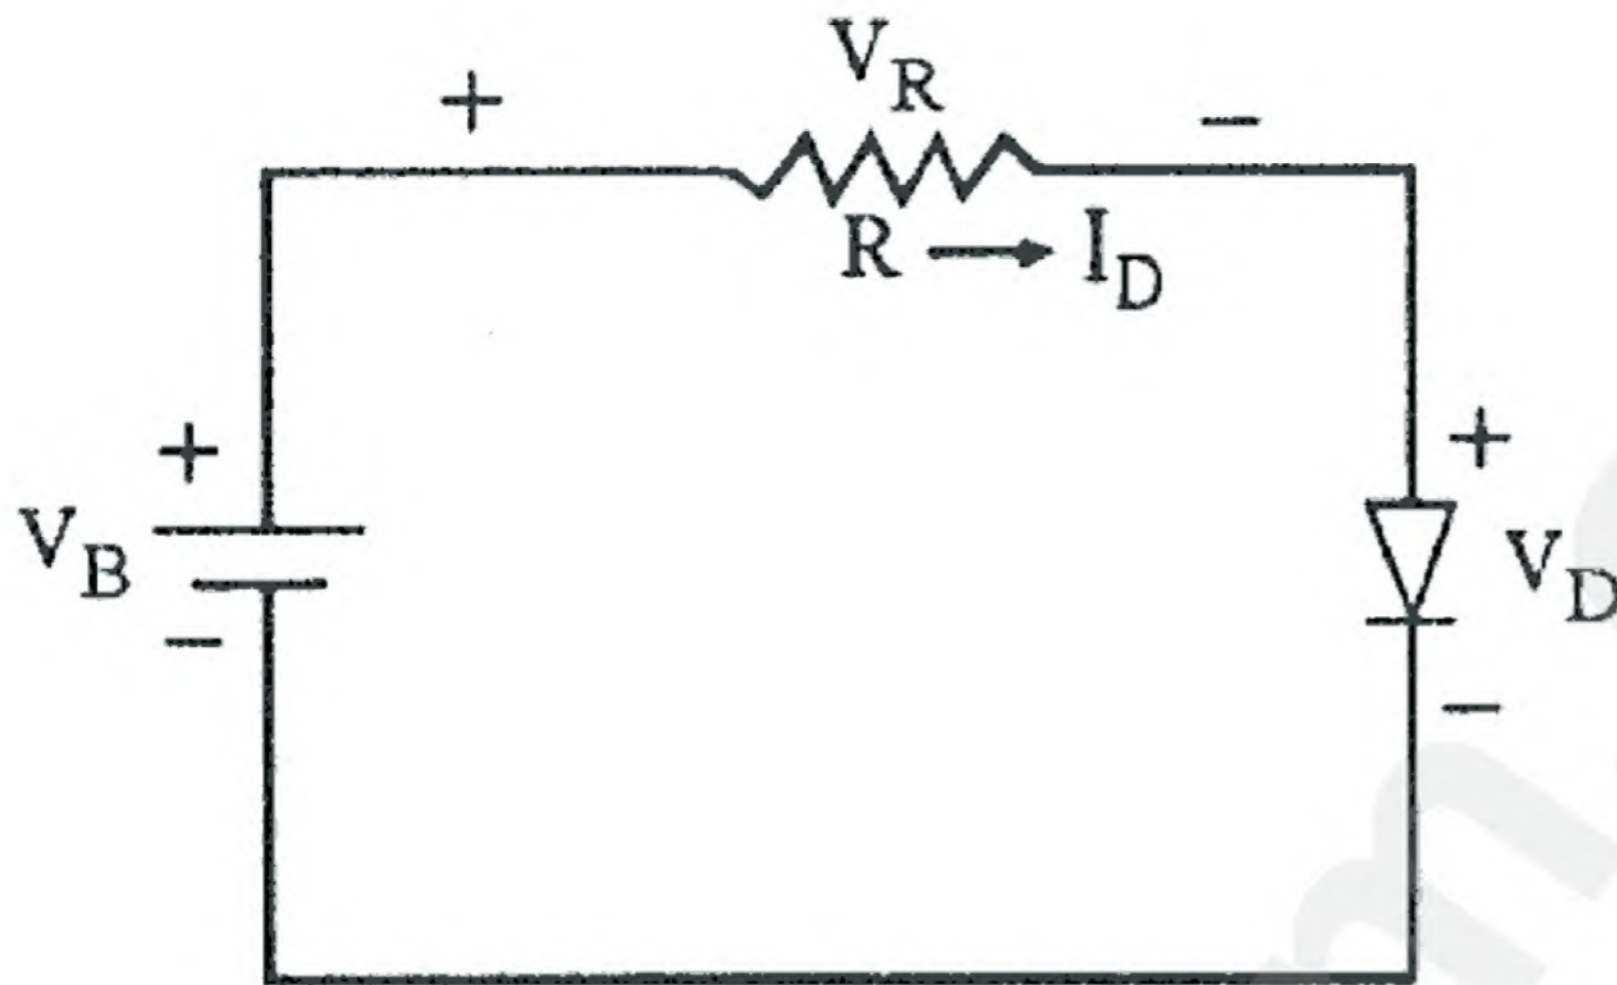 V_R
+ −
R → I_D
+ +
V_B V_D
− −